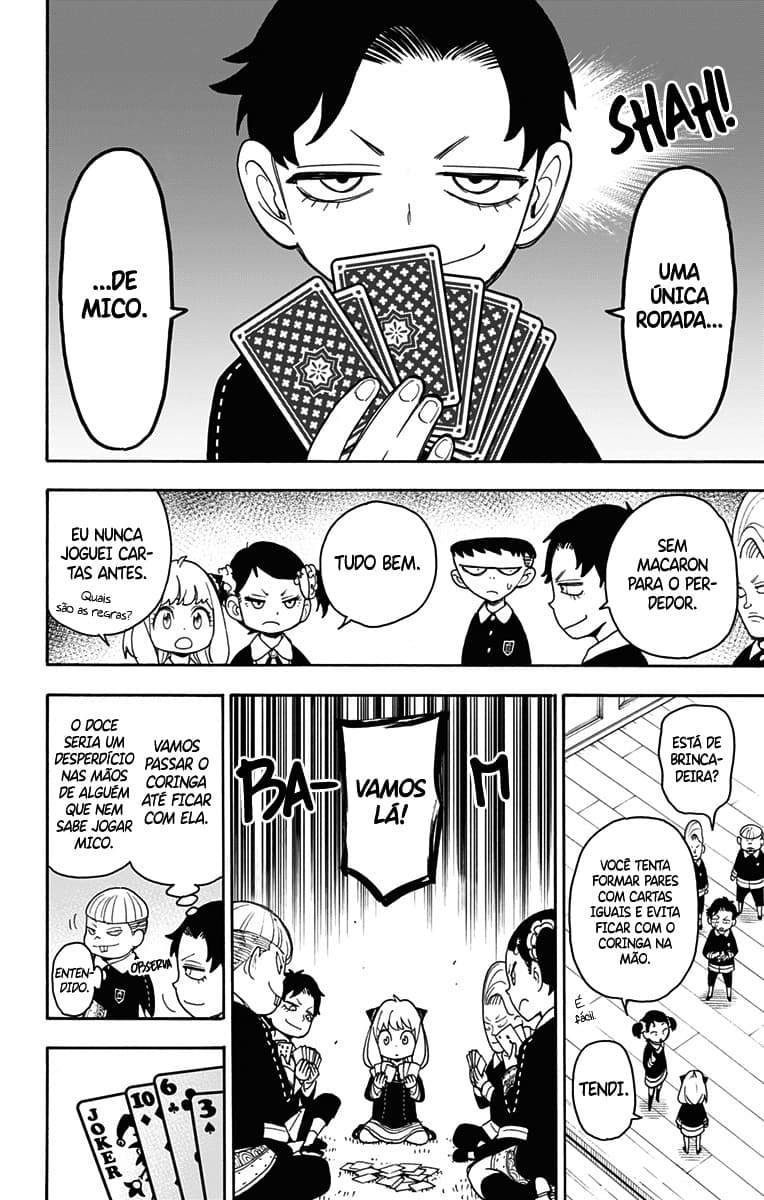 SHAH!
UMA
ÚNICA
RODADA...
...DE
MICO.
SEM
MACARON
PARA O PER-
DEDOR.
TUDO BEM.
EU NUNCA
JOGUEI CAR-
TAS ANTES.
Quais
são as regras?
ESTÁ DE
BRINCA-
DEIRA?
VOCÊ TENTA
FORMAR PARES
COM CARTAS
IGUAIS E EVITA
FICAR COM O
CORINGA NA
MÃO.
É
fácil.
TENDI.
VAMOS
LÁ!
BA-
M
VAMOS
PASSAR O
CORINGA
ATÉ FICAR
COM ELA.
O DOCE
SERIA UM
DESPERDÍCIO
NAS MÃOS
DE ALGUÉM
QUE NEM
SABE JOGAR
MICO.
OBSERVA
ENTEN-
DIDO.
JOKER
10
6
3